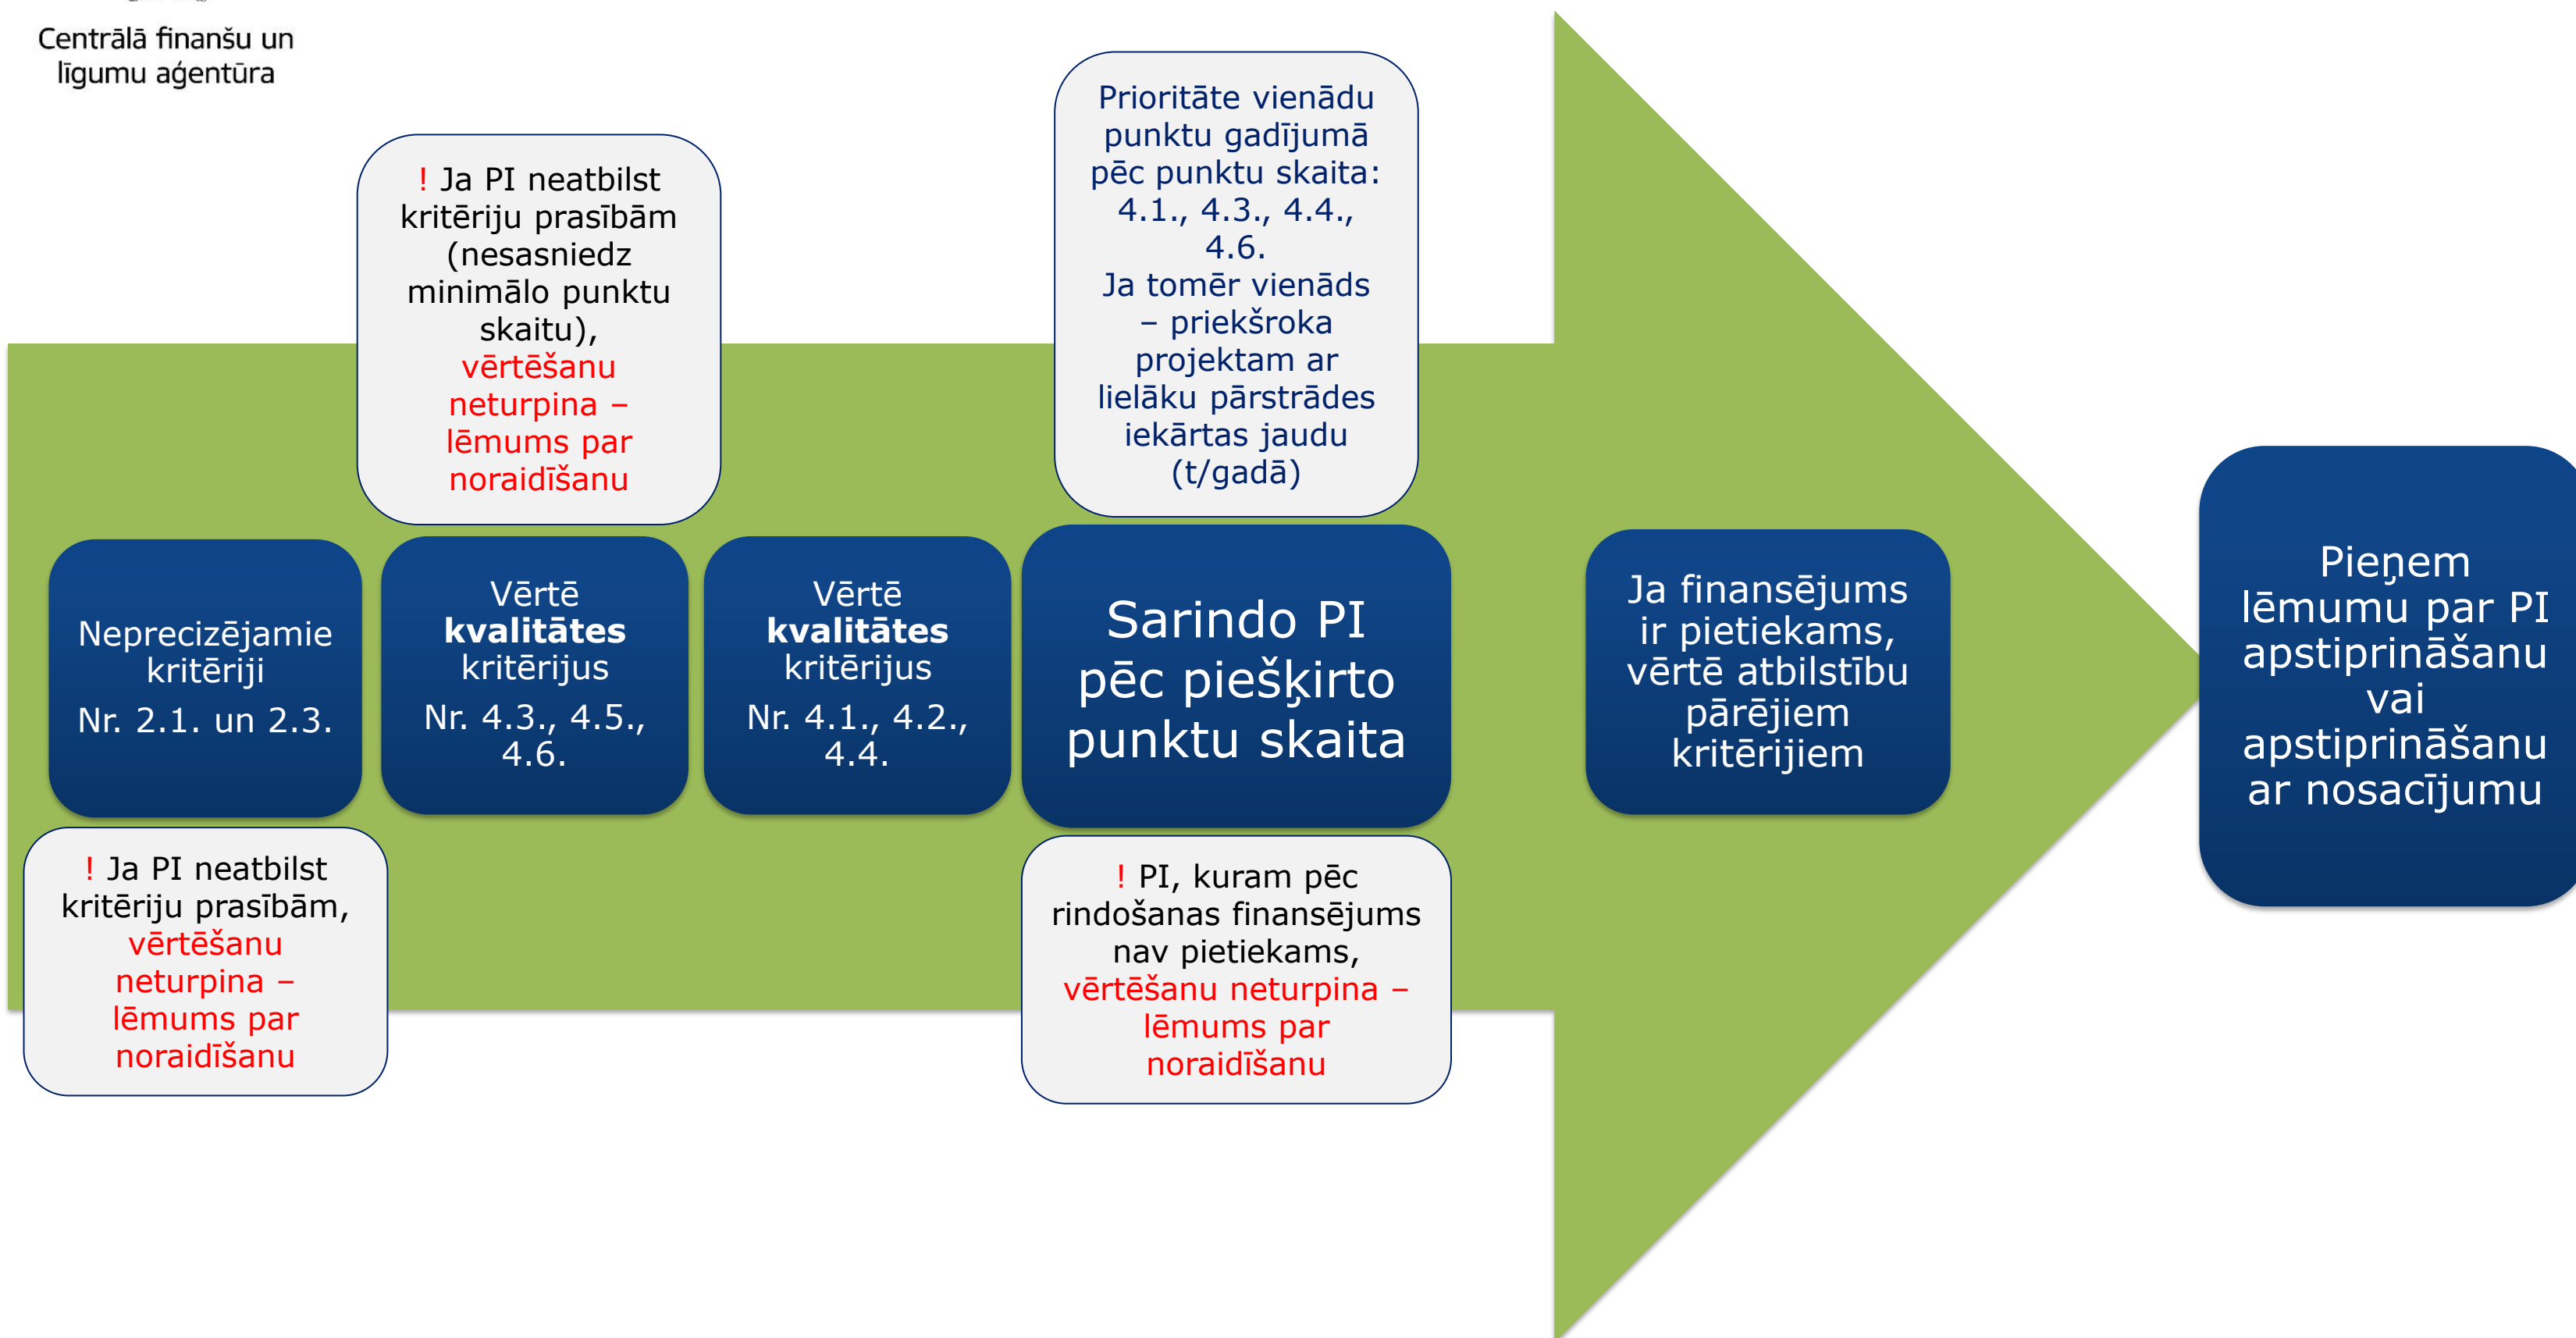 Centrālā finanšu un
līgumu aģentūra
! Ja PI neatbilst
kritēriju prasībām
(nesasniedz
minimālo punktu
skaitu),
vērtēšanu
neturpina –
lēmums par
noraidīšanu
Prioritāte vienādu
punktu gadījumā
pēc punktu skaita:
4.1., 4.3., 4.4.,
4.6.
Ja tomēr vienāds
– priekšroka
projektam ar
lielāku pārstrādes
iekārtas jaudu
(t/gadā)
Neprecizējamie
kritēriji
Nr. 2.1. un 2.3.
Vērtē
kvalitātes
kritērijus
Nr. 4.3., 4.5.,
4.6.
Vērtē
kvalitātes
kritērijus
Nr. 4.1., 4.2.,
4.4.
Sarindo PI
pēc piešķirto
punktu skaita
Ja finansējums
ir pietiekams,
vērtē atbilstību
pārējiem
kritērijiem
Pieņem
lēmumu par PI
apstiprināšanu
vai
apstiprināšanu
ar nosacījumu
! Ja PI neatbilst
kritēriju prasībām,
vērtēšanu
neturpina –
lēmums par
noraidīšanu
! PI, kuram pēc
rindošanas finansējums
nav pietiekams,
vērtēšanu neturpina –
lēmums par
noraidīšanu